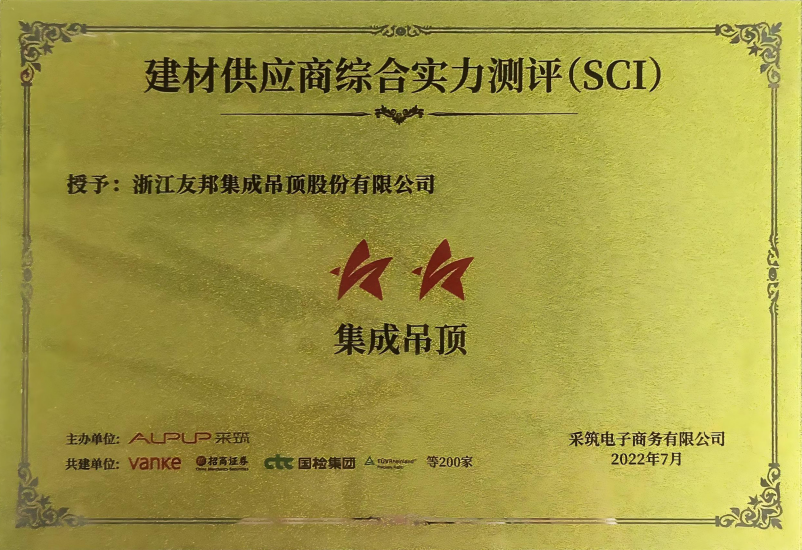 建材供应商综合实力测评(SCI)
授予：浙江友邦集成吊顶股份有限公司
集成吊顶
主办单位: AUPUP 采筑
共建单位: vanke 招商证券 ctc 国检集团 TÜVRheinland 等200家
采筑电子商务有限公司
2022年7月